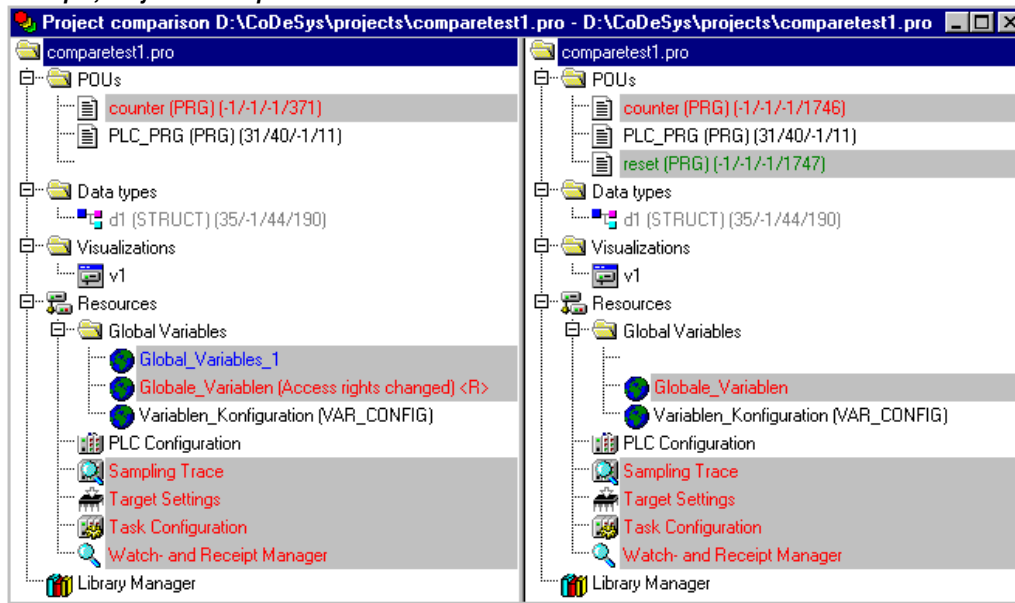 Project comparison D:\CoDeSys\projects\comparetest1.pro - D:\CoDeSys\projects\comparetest1.pro
comparetest1.pro
POUs
counter (PRG) (-1/-1/-1/371)
PLC_PRG (PRG) (31/40/-1/11)
Data types
d1 (STRUCT) (35/-1/44/190)
Visualizations
v1
Resources
Global Variables
Global_Variables_1
Globale_Variablen (Access rights changed) <R>
Variablen_Konfiguration (VAR_CONFIG)
PLC Configuration
Sampling Trace
Target Settings
Task Configuration
Watch- and Receipt Manager
Library Manager
comparetest1.pro
POUs
counter (PRG) (-1/-1/-1/1746)
PLC_PRG (PRG) (31/40/-1/11)
reset (PRG) (-1/-1/-1/1747)
Data types
d1 (STRUCT) (35/-1/44/190)
Visualizations
v1
Resources
Global Variables
Globale_Variablen
Variablen_Konfiguration (VAR_CONFIG)
PLC Configuration
Sampling Trace
Target Settings
Task Configuration
Watch- and Receipt Manager
Library Manager